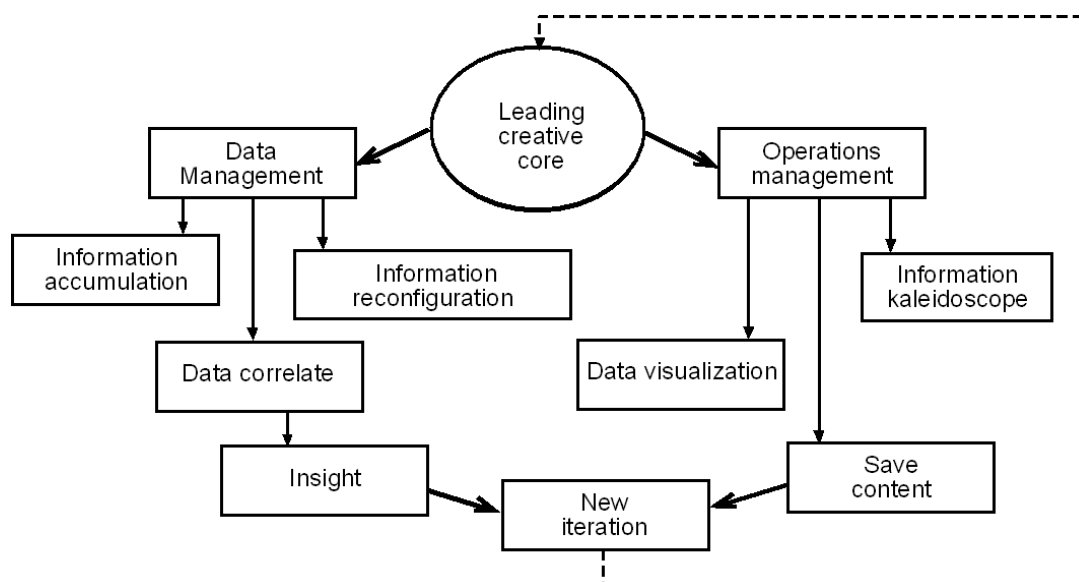 Leading
creative
core
Data
Management
Operations
management
Information
accumulation
Information
reconfiguration
Information
kaleidoscope
Data correlate
Data visualization
Insight
Save
content
New
iteration